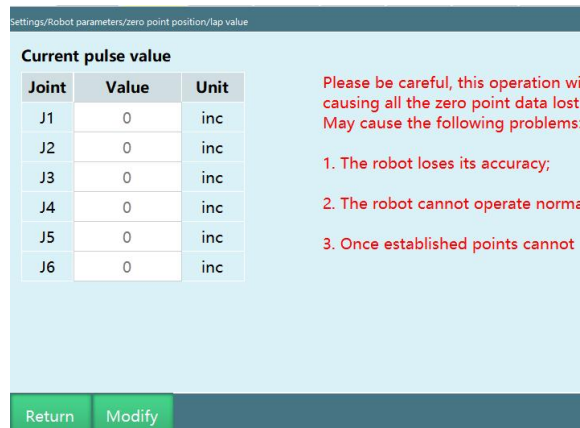 Settings/Robot parameters/zero point position/lap value
Current pulse value
Joint Value Unit
J1 0 inc
J2 0 inc
J3 0 inc
J4 0 inc
J5 0 inc
J6 0 inc
Please be careful, this operation
causing all the zero point data lost
May cause the following problems:
1. The robot loses its accuracy;
2. The robot cannot operate
3. Once established points cannot
Return Modify